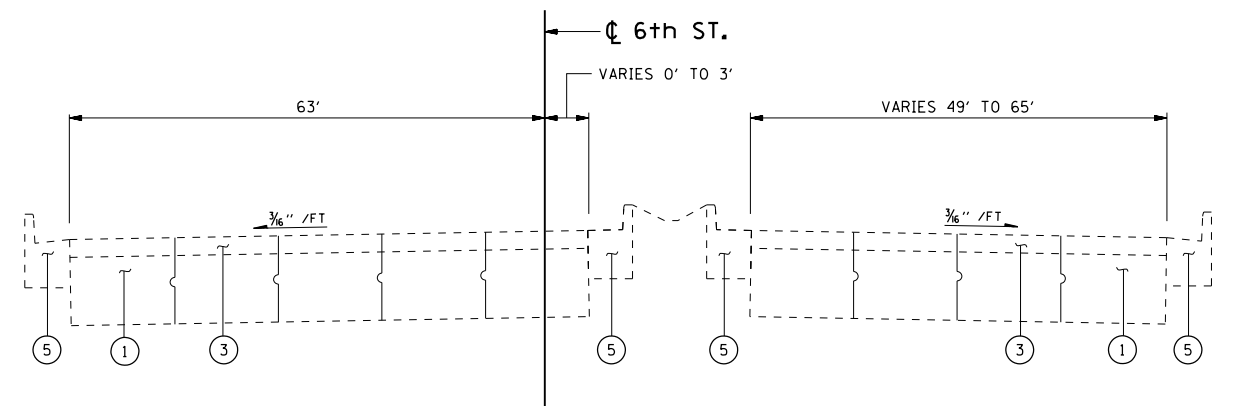 ℄ 6th ST.
VARIES 0' TO 3'
63'
VARIES 49' TO 65'
3/16" /FT
3/16" /FT
5
1
3
5
5
3
1
5